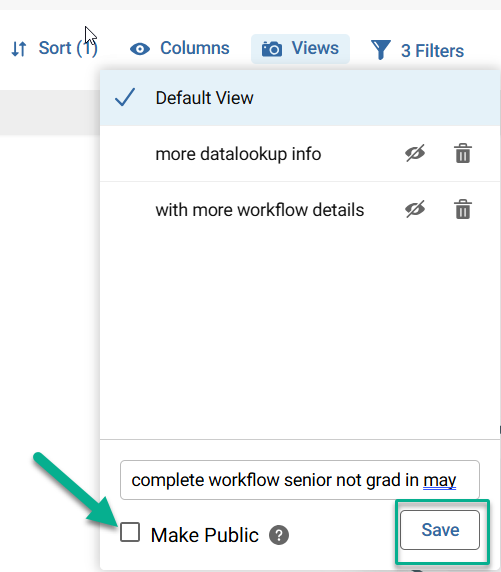 Sort (1) Columns Views 3 Filters
Default View
more datalookup info
with more workflow details
complete workflow senior not grad in may
Make Public ? Save